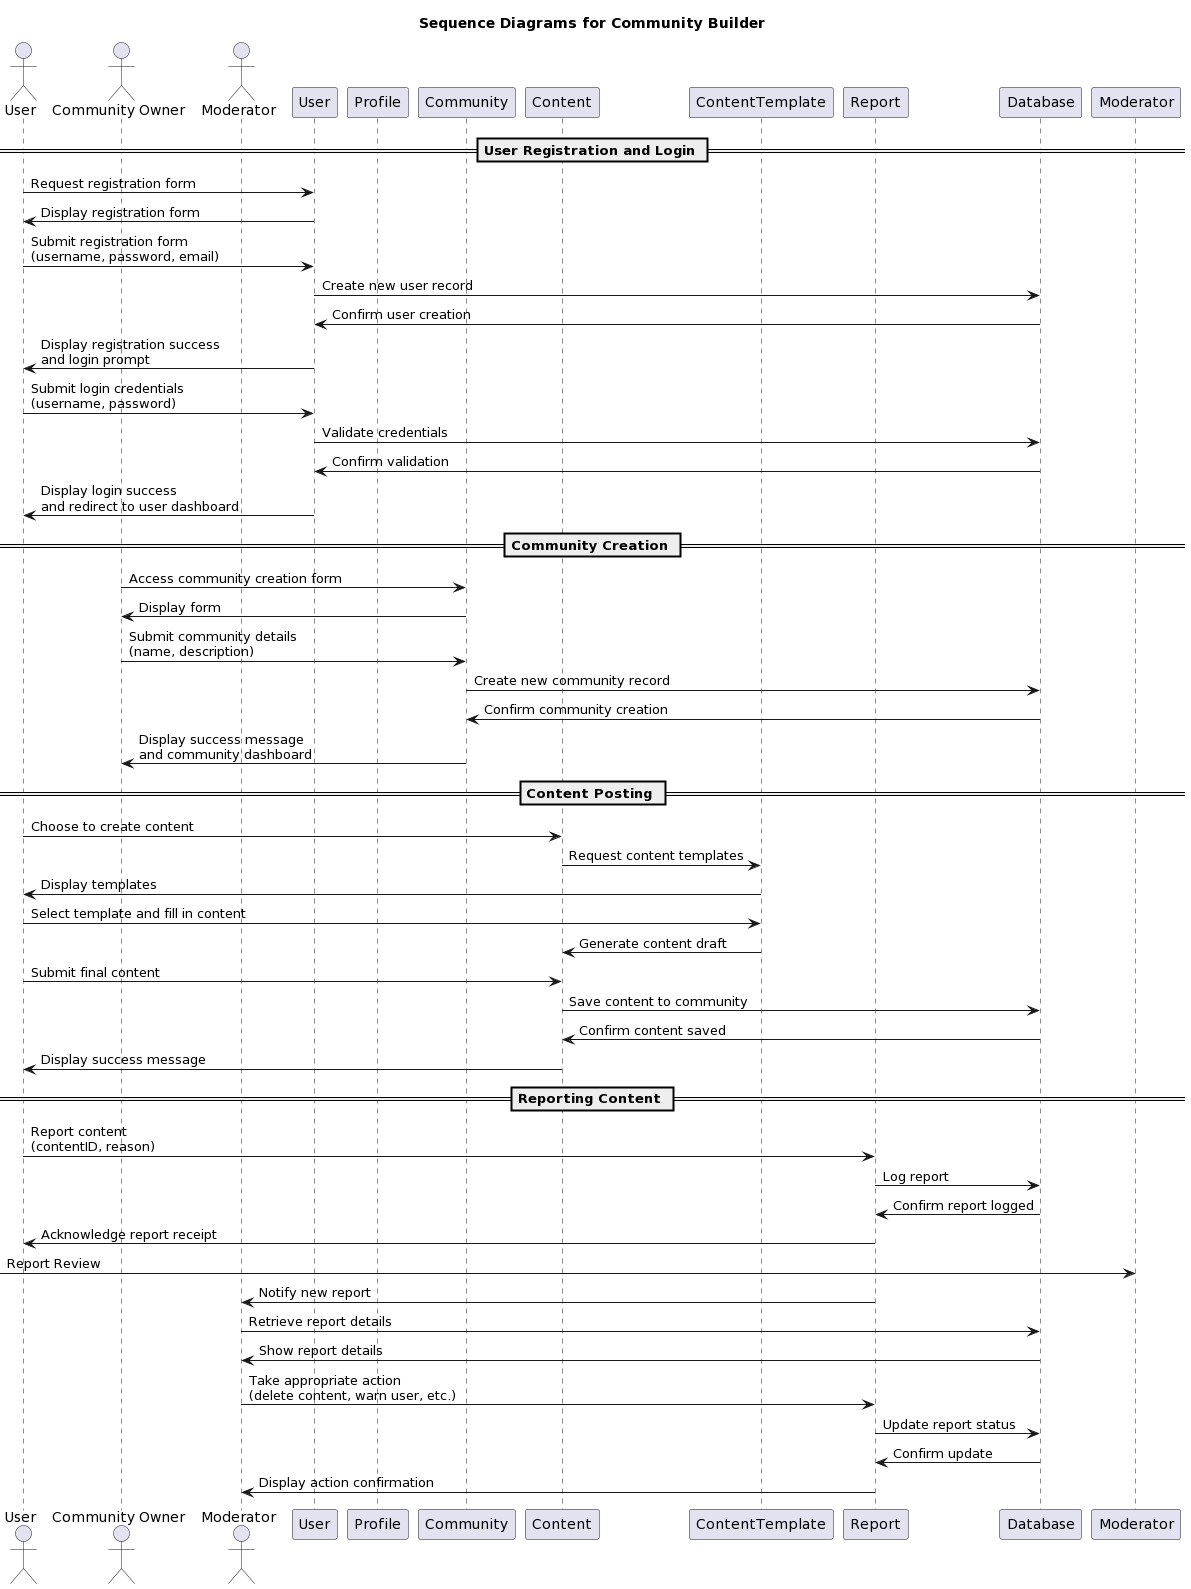 Sequence Diagrams for Community Builder
User
Community Owner
Moderator
User
Profile
Community
Content
ContentTemplate
Report
Database
Moderator
User Registration and Login
Request registration form
Display registration form
Submit registration form
(username, password, email)
Create new user record
Confirm user creation
Display registration success
and login prompt
Submit login credentials
(username, password)
Validate credentials
Confirm validation
Display login success
and redirect to user dashboard
Community Creation
Access community creation form
Display form
Submit community details
(name, description)
Create new community record
Confirm community creation
Display success message
and community dashboard
Content Posting
Choose to create content
Request content templates
Display templates
Select template and fill in content
Generate content draft
Submit final content
Save content to community
Confirm content saved
Display success message
Reporting Content
Report content
(contentID, reason)
Log report
Confirm report logged
Acknowledge report receipt
Report Review
Notify new report
Retrieve report details
Show report details
Take appropriate action
(delete content, warn user, etc.)
Update report status
Confirm update
Display action confirmation
User
Community Owner
Moderator
User
Profile
Community
Content
ContentTemplate
Report
Database
Moderator